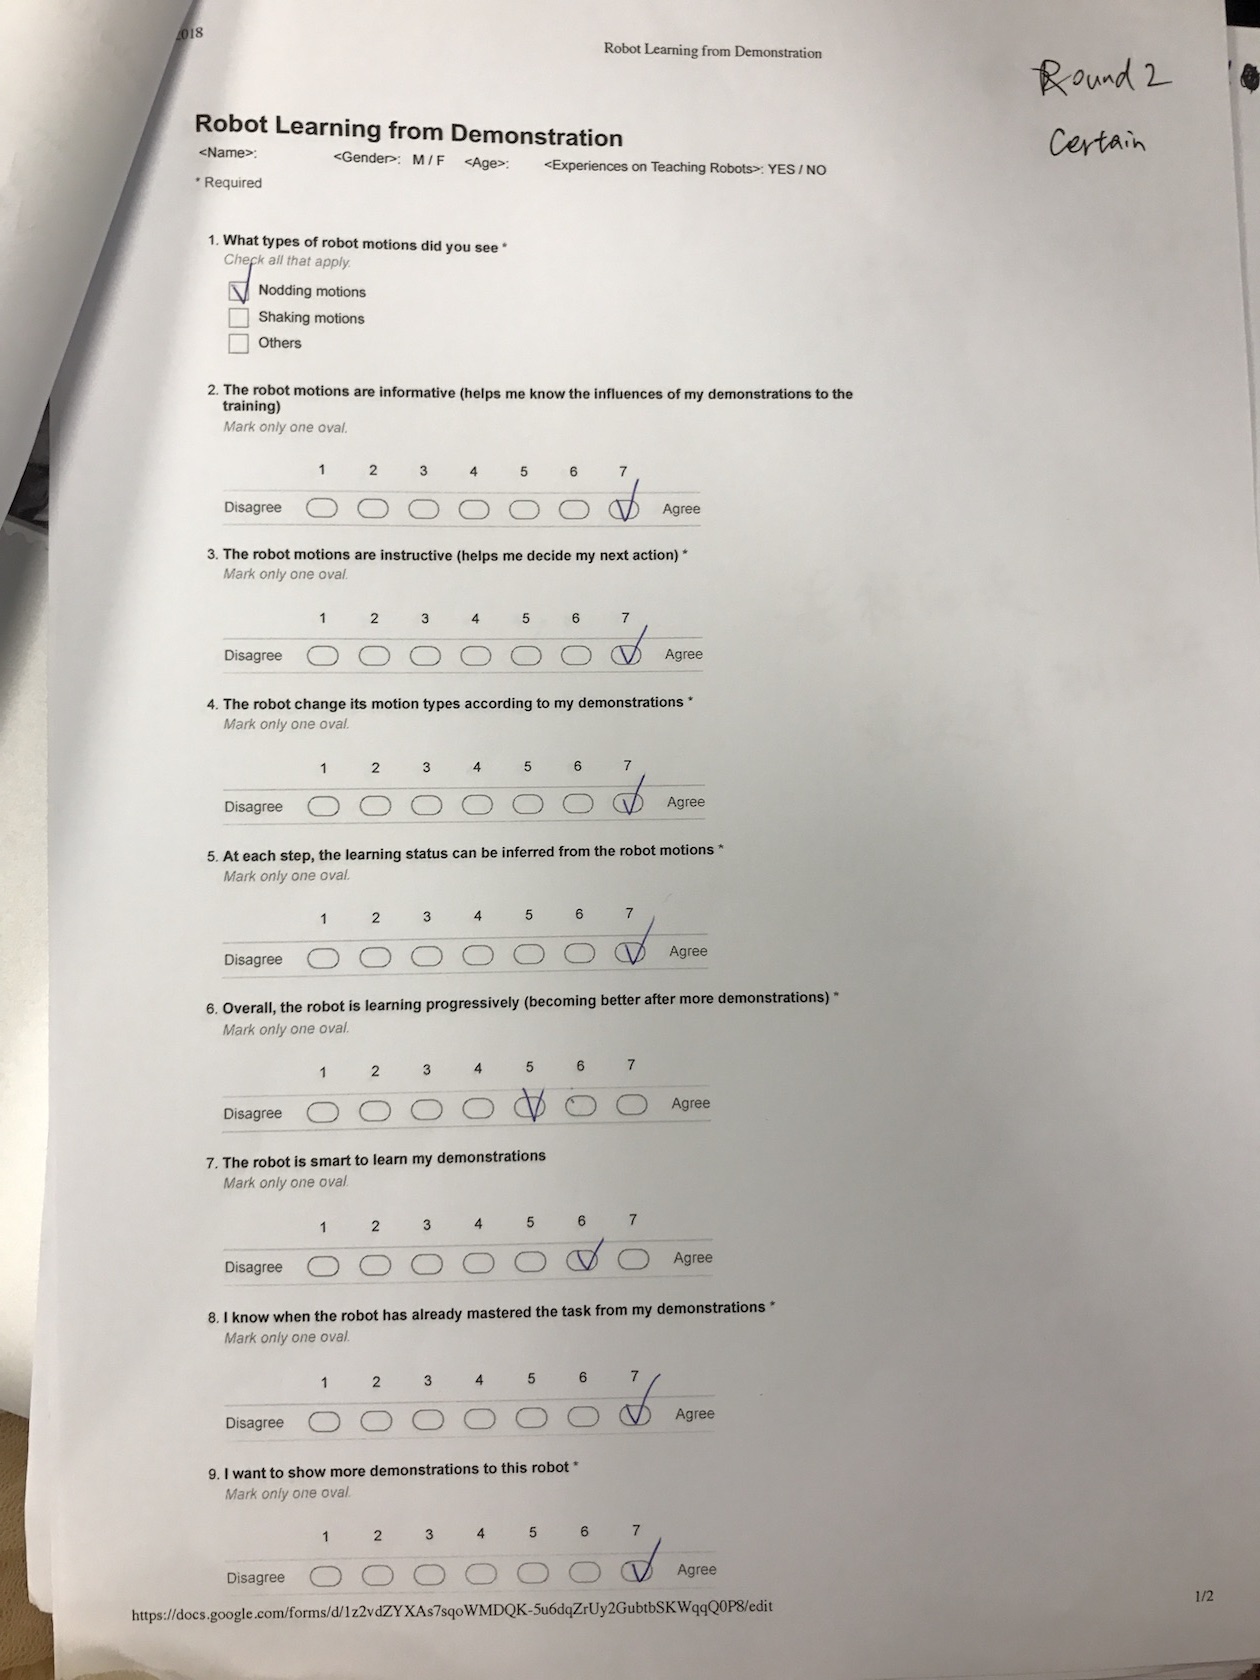 2018
Robot Learning from Demonstration
Round 2
Certain
Robot Learning from Demonstration
<Name>: <Gender>: M / F <Age>: <Experiences on Teaching Robots>: YES / NO
* Required
1. What types of robot motions did you see *
Check all that apply.
Nodding motions
Shaking motions
Others
2. The robot motions are informative (helps me know the influences of my demonstrations to the
training)
Mark only one oval.
1 2 3 4 5 6 7
Disagree Agree
3. The robot motions are instructive (helps me decide my next action) *
Mark only one oval.
1 2 3 4 5 6 7
Disagree Agree
4. The robot change its motion types according to my demonstrations *
Mark only one oval.
1 2 3 4 5 6 7
Disagree Agree
5. At each step, the learning status can be inferred from the robot motions *
Mark only one oval.
1 2 3 4 5 6 7
Disagree Agree
6. Overall, the robot is learning progressively (becoming better after more demonstrations) *
Mark only one oval.
1 2 3 4 5 6 7
Disagree Agree
7. The robot is smart to learn my demonstrations
Mark only one oval.
1 2 3 4 5 6 7
Disagree Agree
8. I know when the robot has already mastered the task from my demonstrations *
Mark only one oval.
1 2 3 4 5 6 7
Disagree Agree
9. I want to show more demonstrations to this robot *
Mark only one oval.
1 2 3 4 5 6 7
Disagree Agree
https://docs.google.com/forms/d/1z2vdZYXAs7sqoWMDQK-5u6dqZrUy2GubtbSKWqqQ0P8/edit
1/2